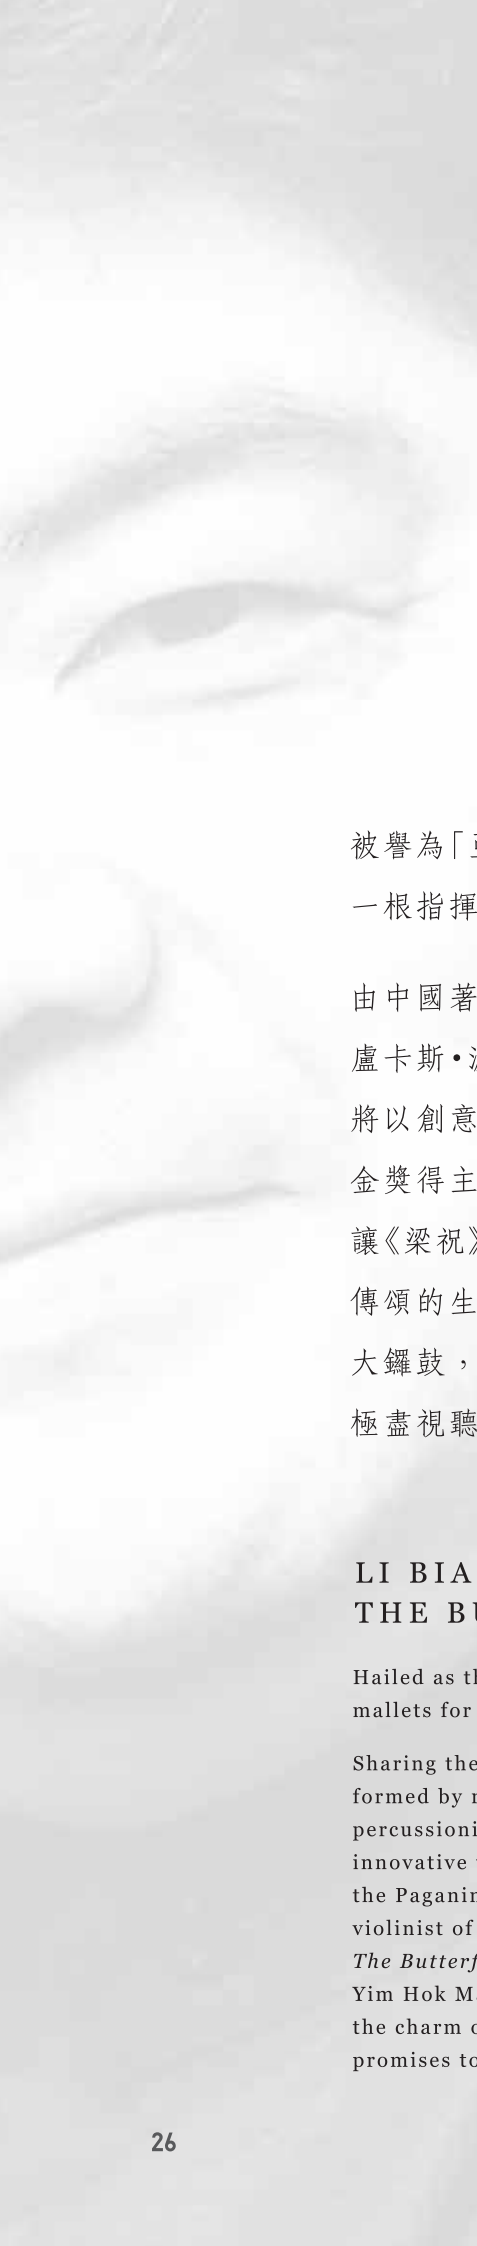 被譽為「
一根指揮
由中國著
盧卡斯•
將以創意
金獎得主
讓《梁祝》
傳頌的生
大鑼鼓，
極盡視聽
LI BIA
THE BU
Hailed as th
mallets for
Sharing the
formed by
percussioni
innovative
the Paganin
violinist of
The Butterf
Yim Hok Ma
the charm o
promises to
26